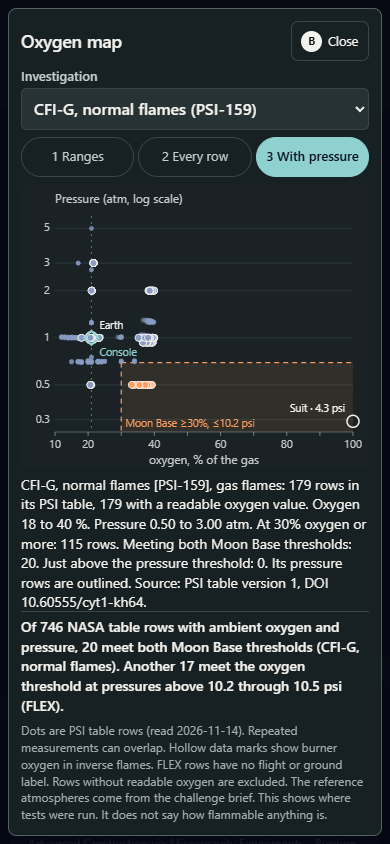 Oxygen map
B Close
Investigation
CFI-G, normal flames (PSI-159)
1 Ranges
2 Every row
3 With pressure
Pressure (atm, log scale)
5
3
2
1
0.5
0.3
Earth
Console
Suit · 4.3 psi
Moon Base ≥30%, ≤10.2 psi
10 20 40 60 80 100
oxygen, % of the gas
CFI-G, normal flames [PSI-159], gas flames: 179 rows in
its PSI table, 179 with a readable oxygen value. Oxygen
18 to 40 %. Pressure 0.50 to 3.00 atm. At 30% oxygen or
more: 115 rows. Meeting both Moon Base thresholds:
20. Just above the pressure threshold: 0. Its pressure
rows are outlined. Source: PSI table version 1, DOI
10.60555/cyt1-kh64.
Of 746 NASA table rows with ambient oxygen and
pressure, 20 meet both Moon Base thresholds (CFI-G,
normal flames). Another 17 meet the oxygen
threshold at pressures above 10.2 through 10.5 psi
(FLEX).
Dots are PSI table rows (read 2026-11-14). Repeated
measurements can overlap. Hollow data marks show burner
oxygen in inverse flames. FLEX rows have no flight or ground
label. Rows without readable oxygen are excluded. The reference
atmospheres come from the challenge brief. This shows where
tests were run. It does not say how flammable anything is.